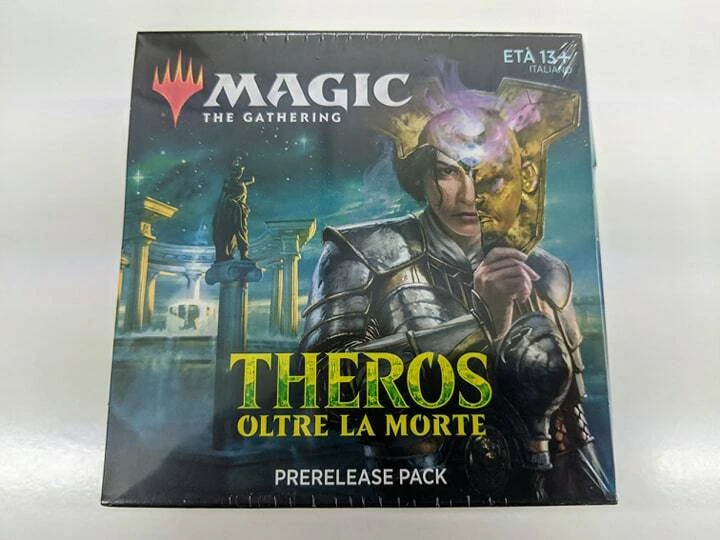 MAGIC
THE GATHERING
ETÀ 13+
ITALIANO
THEROS
OLTRE LA MORTE
PRERELEASE PACK